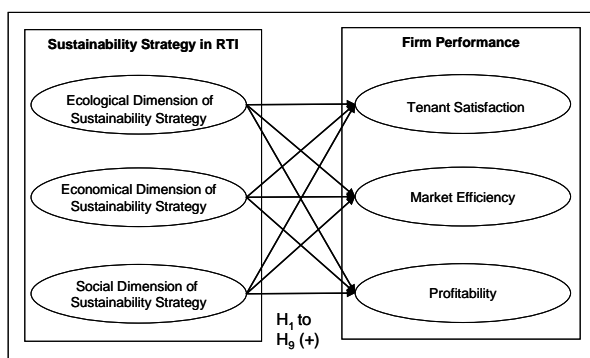 Sustainability Strategy in RTI
Ecological Dimension of
Sustainability Strategy
Economical Dimension of
Sustainability Strategy
Social Dimension of
Sustainability Strategy
Firm Performance
Tenant Satisfaction
Market Efficiency
Profitability
H1 to
H9 (+)